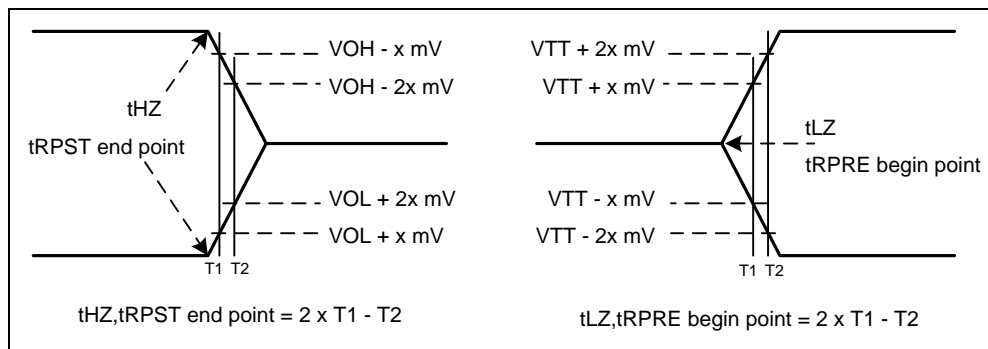 VOH - x mV
VOH - 2x mV
tHZ
tRPST end point
VOL + 2x mV
VOL + x mV
T1 T2
tHZ,tRPST end point = 2 x T1 - T2
VTT + 2x mV
VTT + x mV
tLZ
tRPRE begin point
VTT - x mV
VTT - 2x mV
T1 T2
tLZ,tRPRE begin point = 2 x T1 - T2